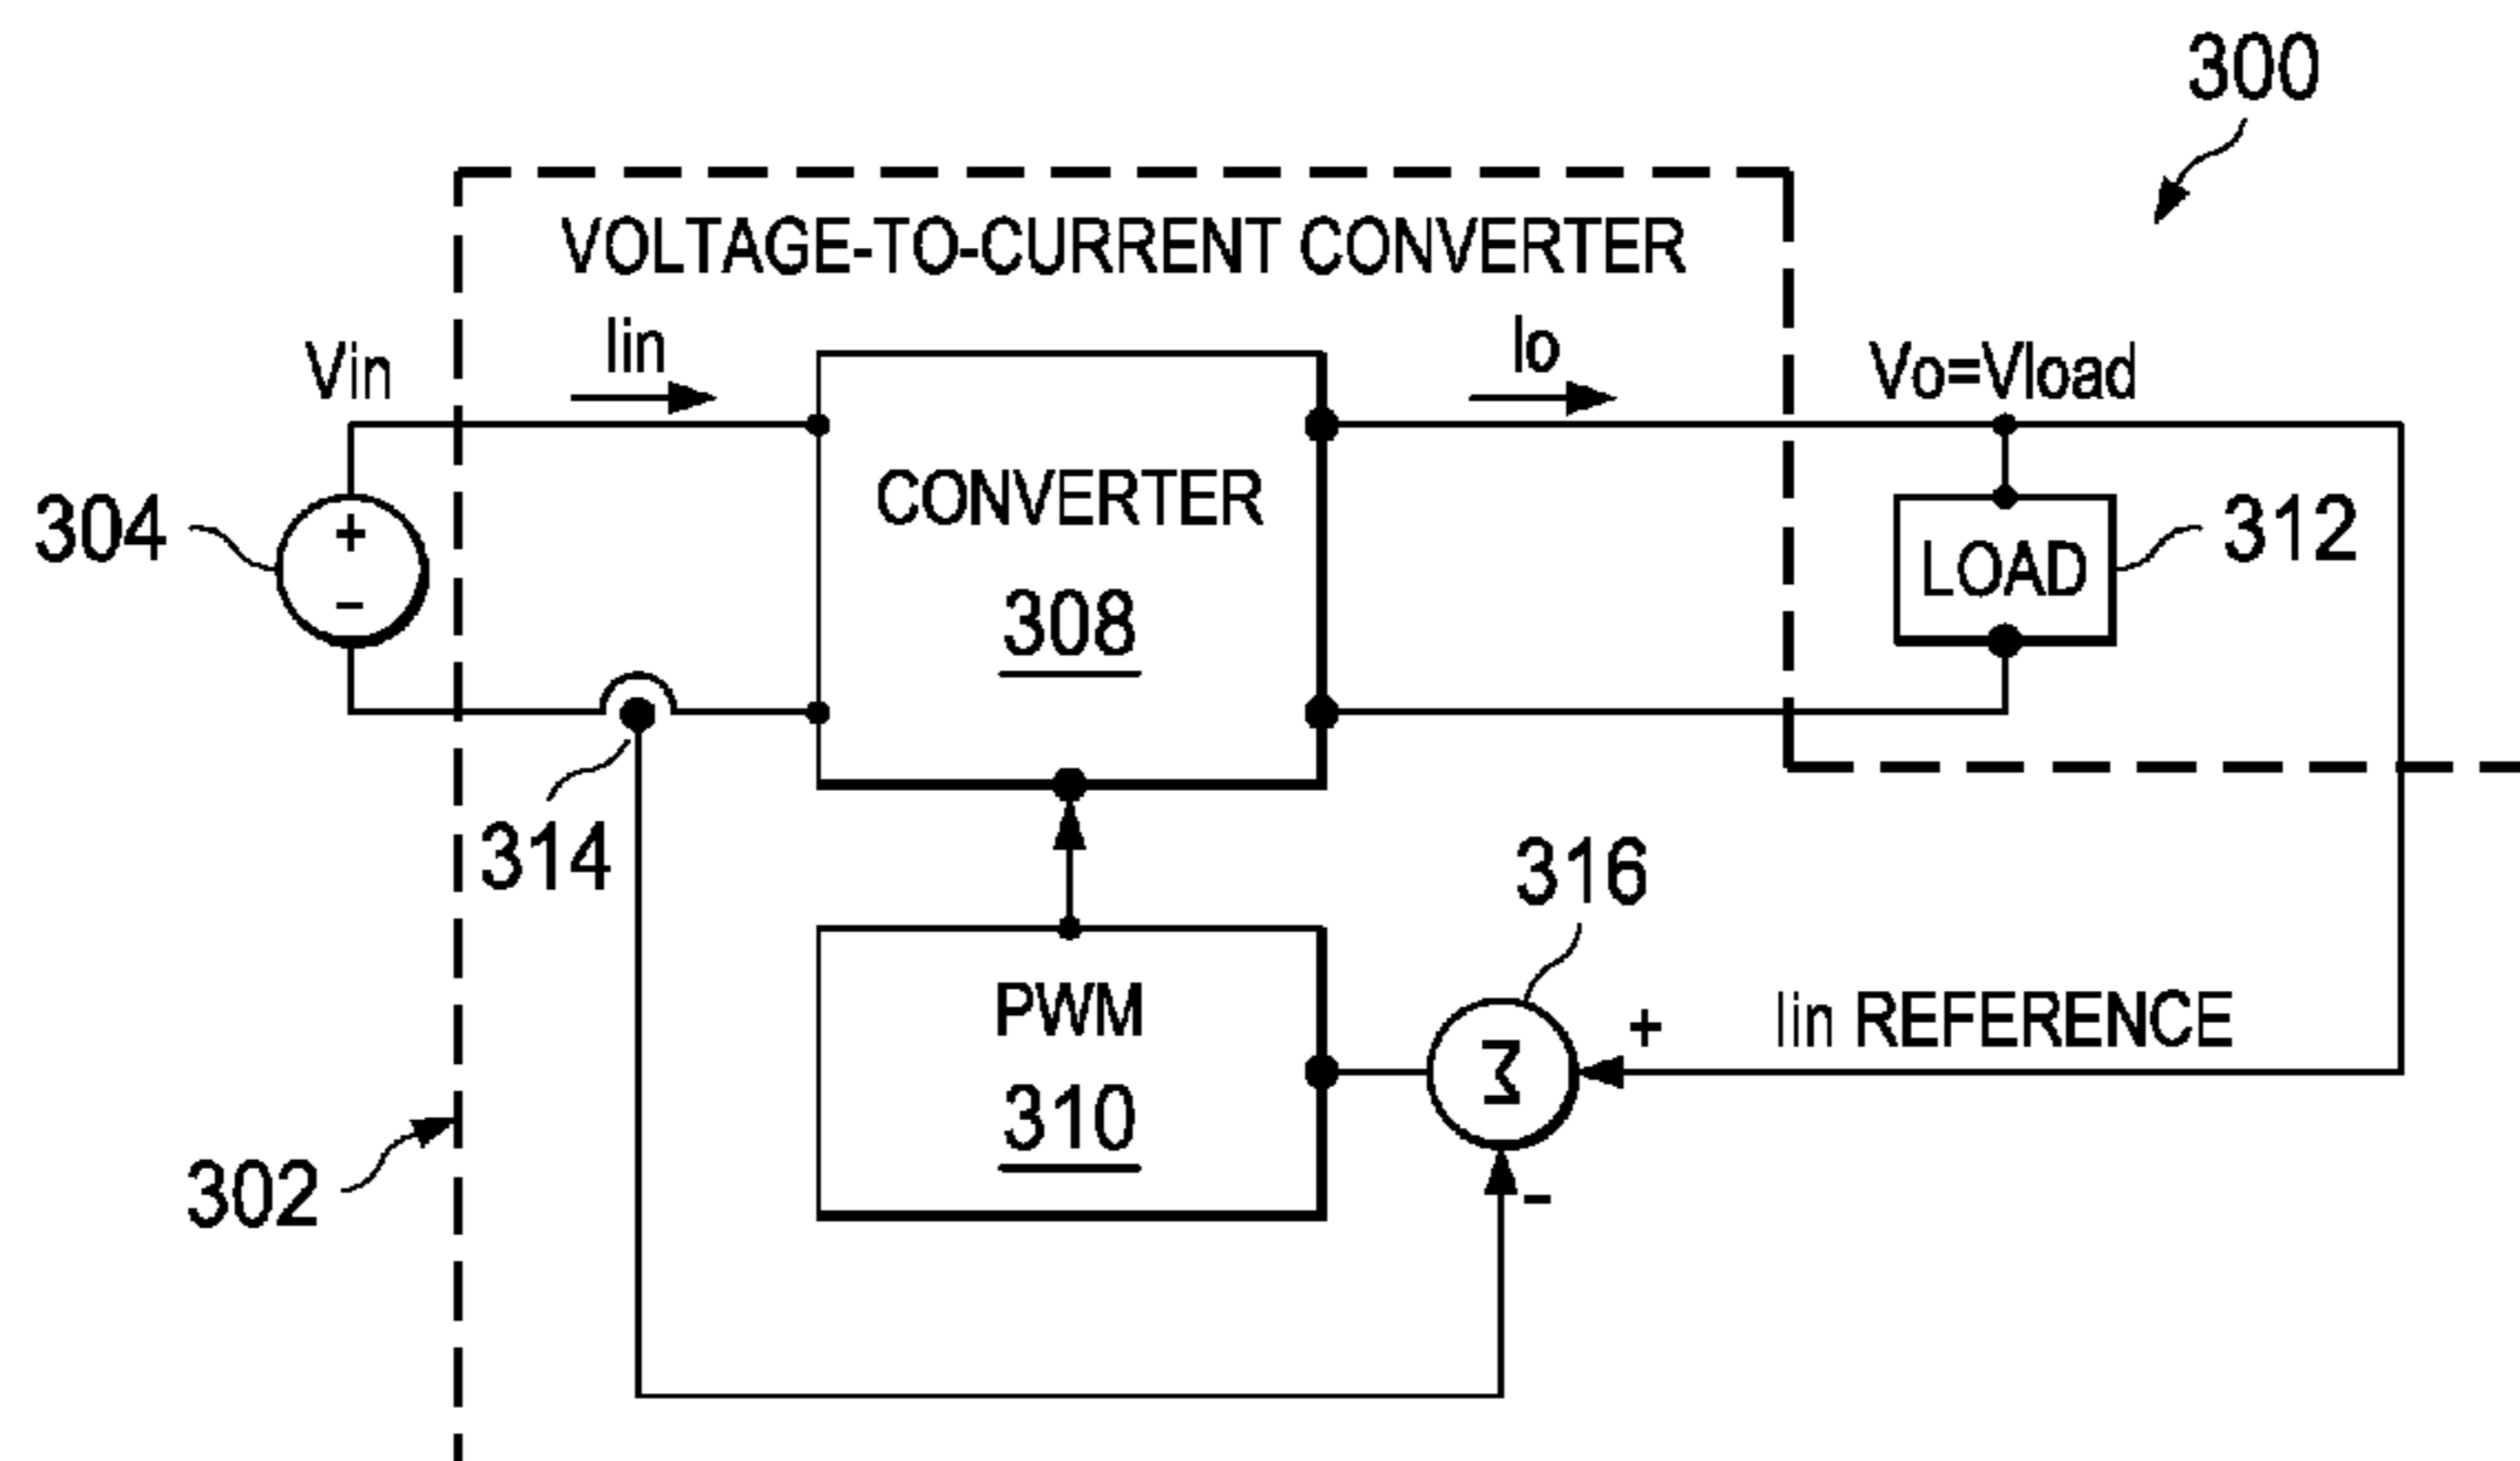 300
VOLTAGE-TO-CURRENT CONVERTER
Vin
Iin
Io
Vo=Vload
304
+
-
CONVERTER
308
LOAD
312
314
316
PWM
310
Σ
+
Iin REFERENCE
-
302